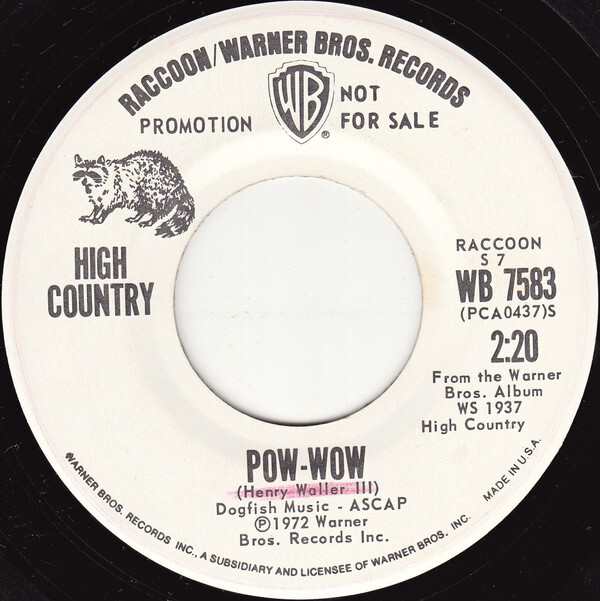 RACCOON/WARNER BROS. RECORDS
WB
®
PROMOTION
NOT
FOR SALE
HIGH
COUNTRY
RACCOON
S 7
WB 7583
(PCA0437)S
2:20
From the Warner
Bros. Album
WS 1937
High Country
POW-WOW
(Henry Waller III)
Dogfish Music - ASCAP
℗1972 Warner
Bros. Records Inc.
WARNER BROS. RECORDS INC., A SUBSIDIARY AND LICENSEE OF WARNER BROS. INC.
MADE IN U.S.A.